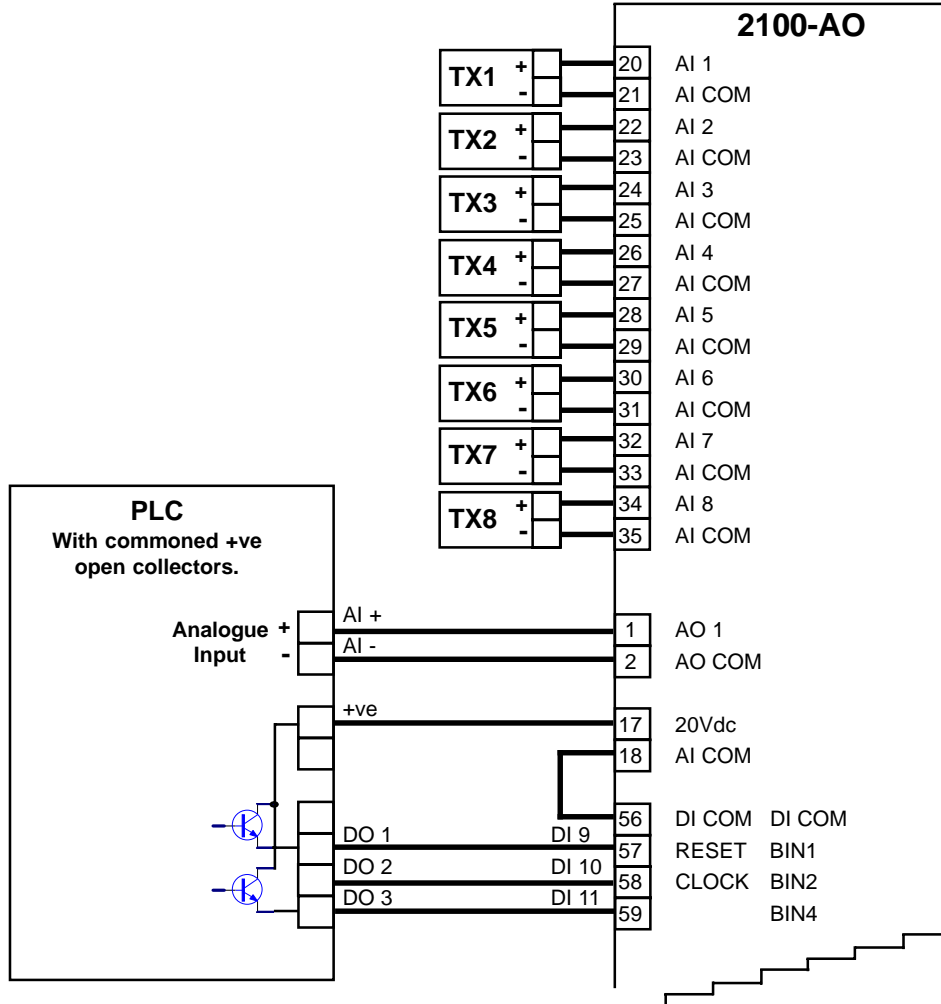 2100-AO
TX1 + 20 AI 1
- 21 AI COM
TX2 + 22 AI 2
- 23 AI COM
TX3 + 24 AI 3
- 25 AI COM
TX4 + 26 AI 4
- 27 AI COM
TX5 + 28 AI 5
- 29 AI COM
TX6 + 30 AI 6
- 31 AI COM
TX7 + 32 AI 7
- 33 AI COM
TX8 + 34 AI 8
- 35 AI COM
PLC
With commoned +ve
open collectors.
Analogue + AI + 1 AO 1
Input - AI - 2 AO COM
+ve 17 20Vdc
18 AI COM
56 DI COM DI COM
DO 1 DI 9 57 RESET BIN1
DO 2 DI 10 58 CLOCK BIN2
DO 3 DI 11 59 BIN4